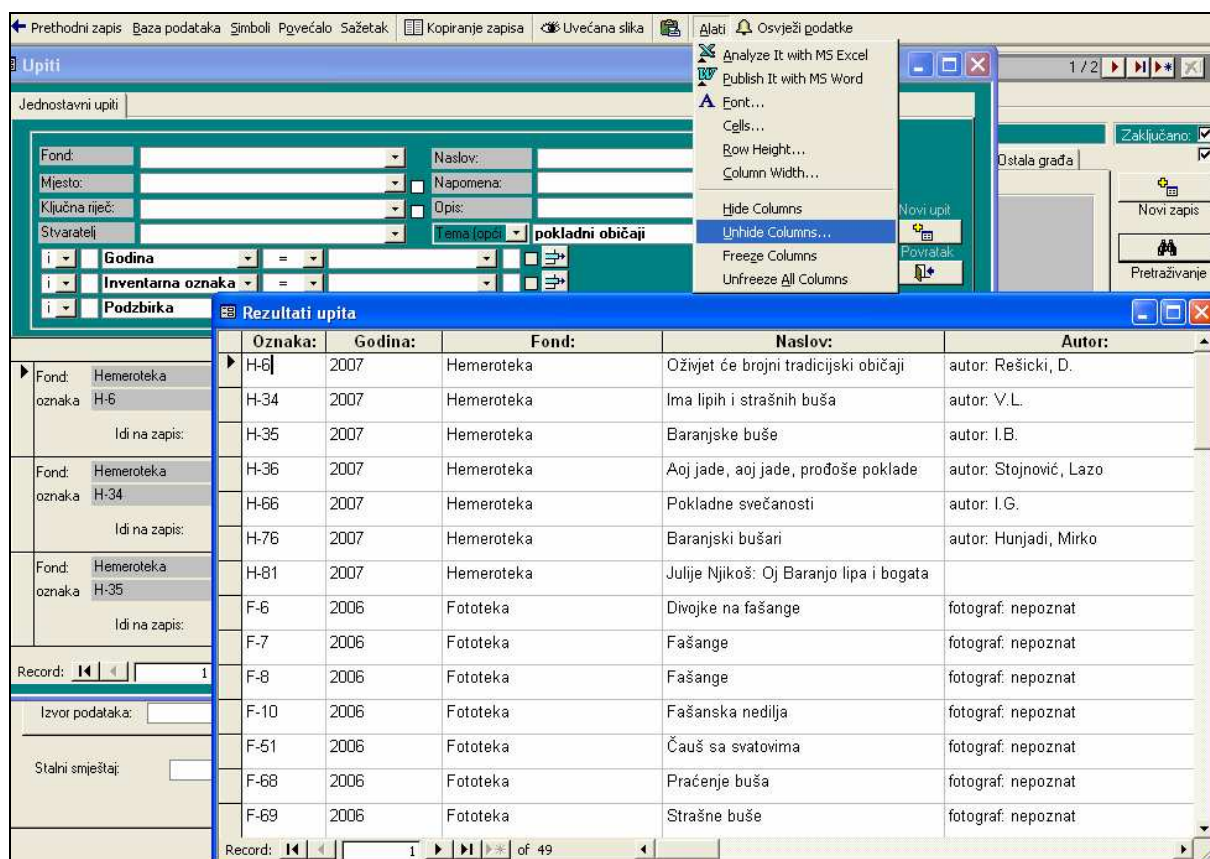 Prethodni zapis Baza podataka Simboli Povećalo Sažetak Kopiranje zapisa Uvećana slika Alati Osvježi podatke
Analyze It with MS Excel
Publish It with MS Word
Font...
Cells...
Row Height...
Column Width...
Hide Columns
Unhide Columns...
Freeze Columns
Unfreeze All Columns
Upiti
1 / 2
Jednostavni upiti
Zaključano:
Ostala građa
Fond: Naslov:
Mjesto: Napomena:
Ključna riječ: Opis:
Stvaratelj Tema (opći pokladni običaji
Novi upit
Povratak
Novi zapis
Pretraživanje
i Godina =
i Inventarna oznaka =
i Podzbirka
Fond: Hemeroteka
oznaka H-6
Idi na zapis:
Fond: Hemeroteka
oznaka H-34
Idi na zapis:
Fond: Hemeroteka
oznaka H-35
Idi na zapis:
Record: 1
Izvor podataka:
Stalni smještaj:
Rezultati upita
Oznaka: Godina: Fond: Naslov: Autor:
H-6 2007 Hemeroteka Oživjet će brojni tradicijski običaji autor: Rešicki, D.
H-34 2007 Hemeroteka Ima lipih i strašnih buša autor: V.L.
H-35 2007 Hemeroteka Baranjske buše autor: I.B.
H-36 2007 Hemeroteka Aoj jade, aoj jade, prođoše poklade autor: Stojnović, Lazo
H-66 2007 Hemeroteka Pokladne svečanosti autor: I.G.
H-76 2007 Hemeroteka Baranjski bušari autor: Hunjadi, Mirko
H-81 2007 Hemeroteka Julije Njikoš: Oj Baranjo lipa i bogata
F-6 2006 Fototeka Divojke na fašange fotograf: nepoznat
F-7 2006 Fototeka Fašange fotograf: nepoznat
F-8 2006 Fototeka Fašange fotograf: nepoznat
F-10 2006 Fototeka Fašanska nedilja fotograf: nepoznat
F-51 2006 Fototeka Čauš sa svatovima fotograf: nepoznat
F-68 2006 Fototeka Praćenje buša fotograf: nepoznat
F-69 2006 Fototeka Strašne buše fotograf: nepoznat
Record: 1 of 49